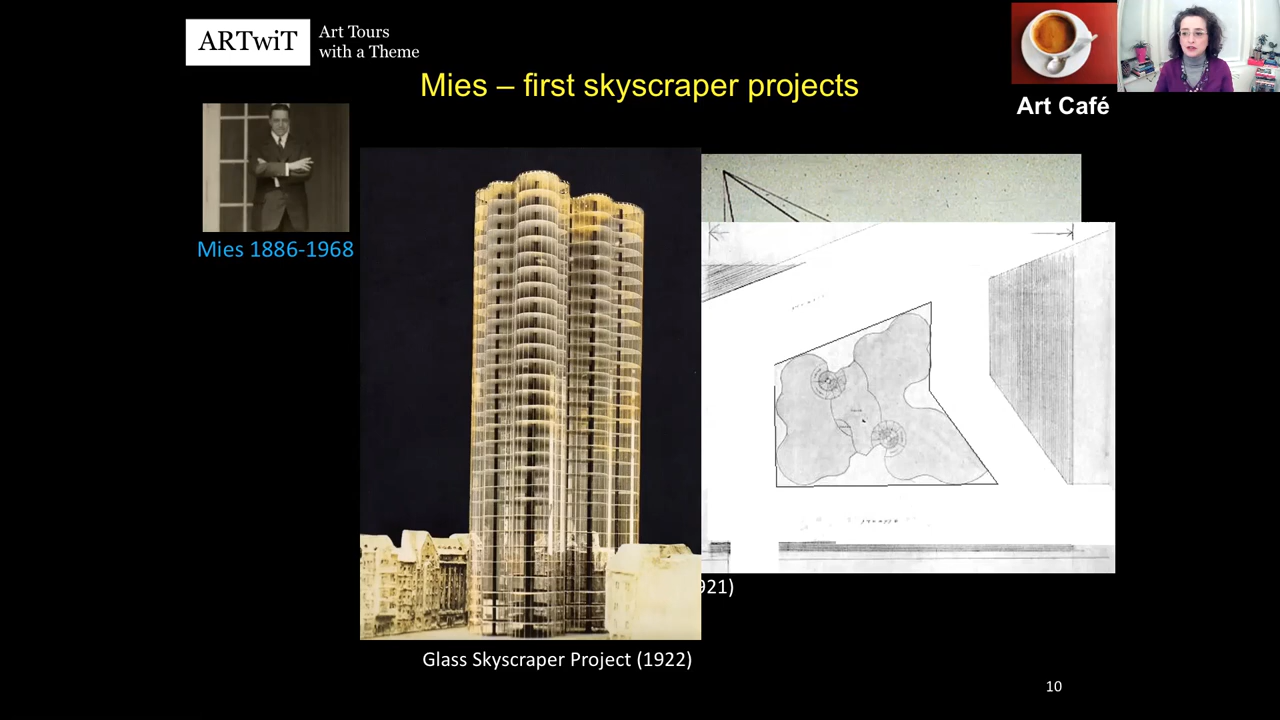 ARTwiT
Art Tours
with a Theme
Mies – first skyscraper projects
Art Café
Mies 1886-1968
921)
Glass Skyscraper Project (1922)
10